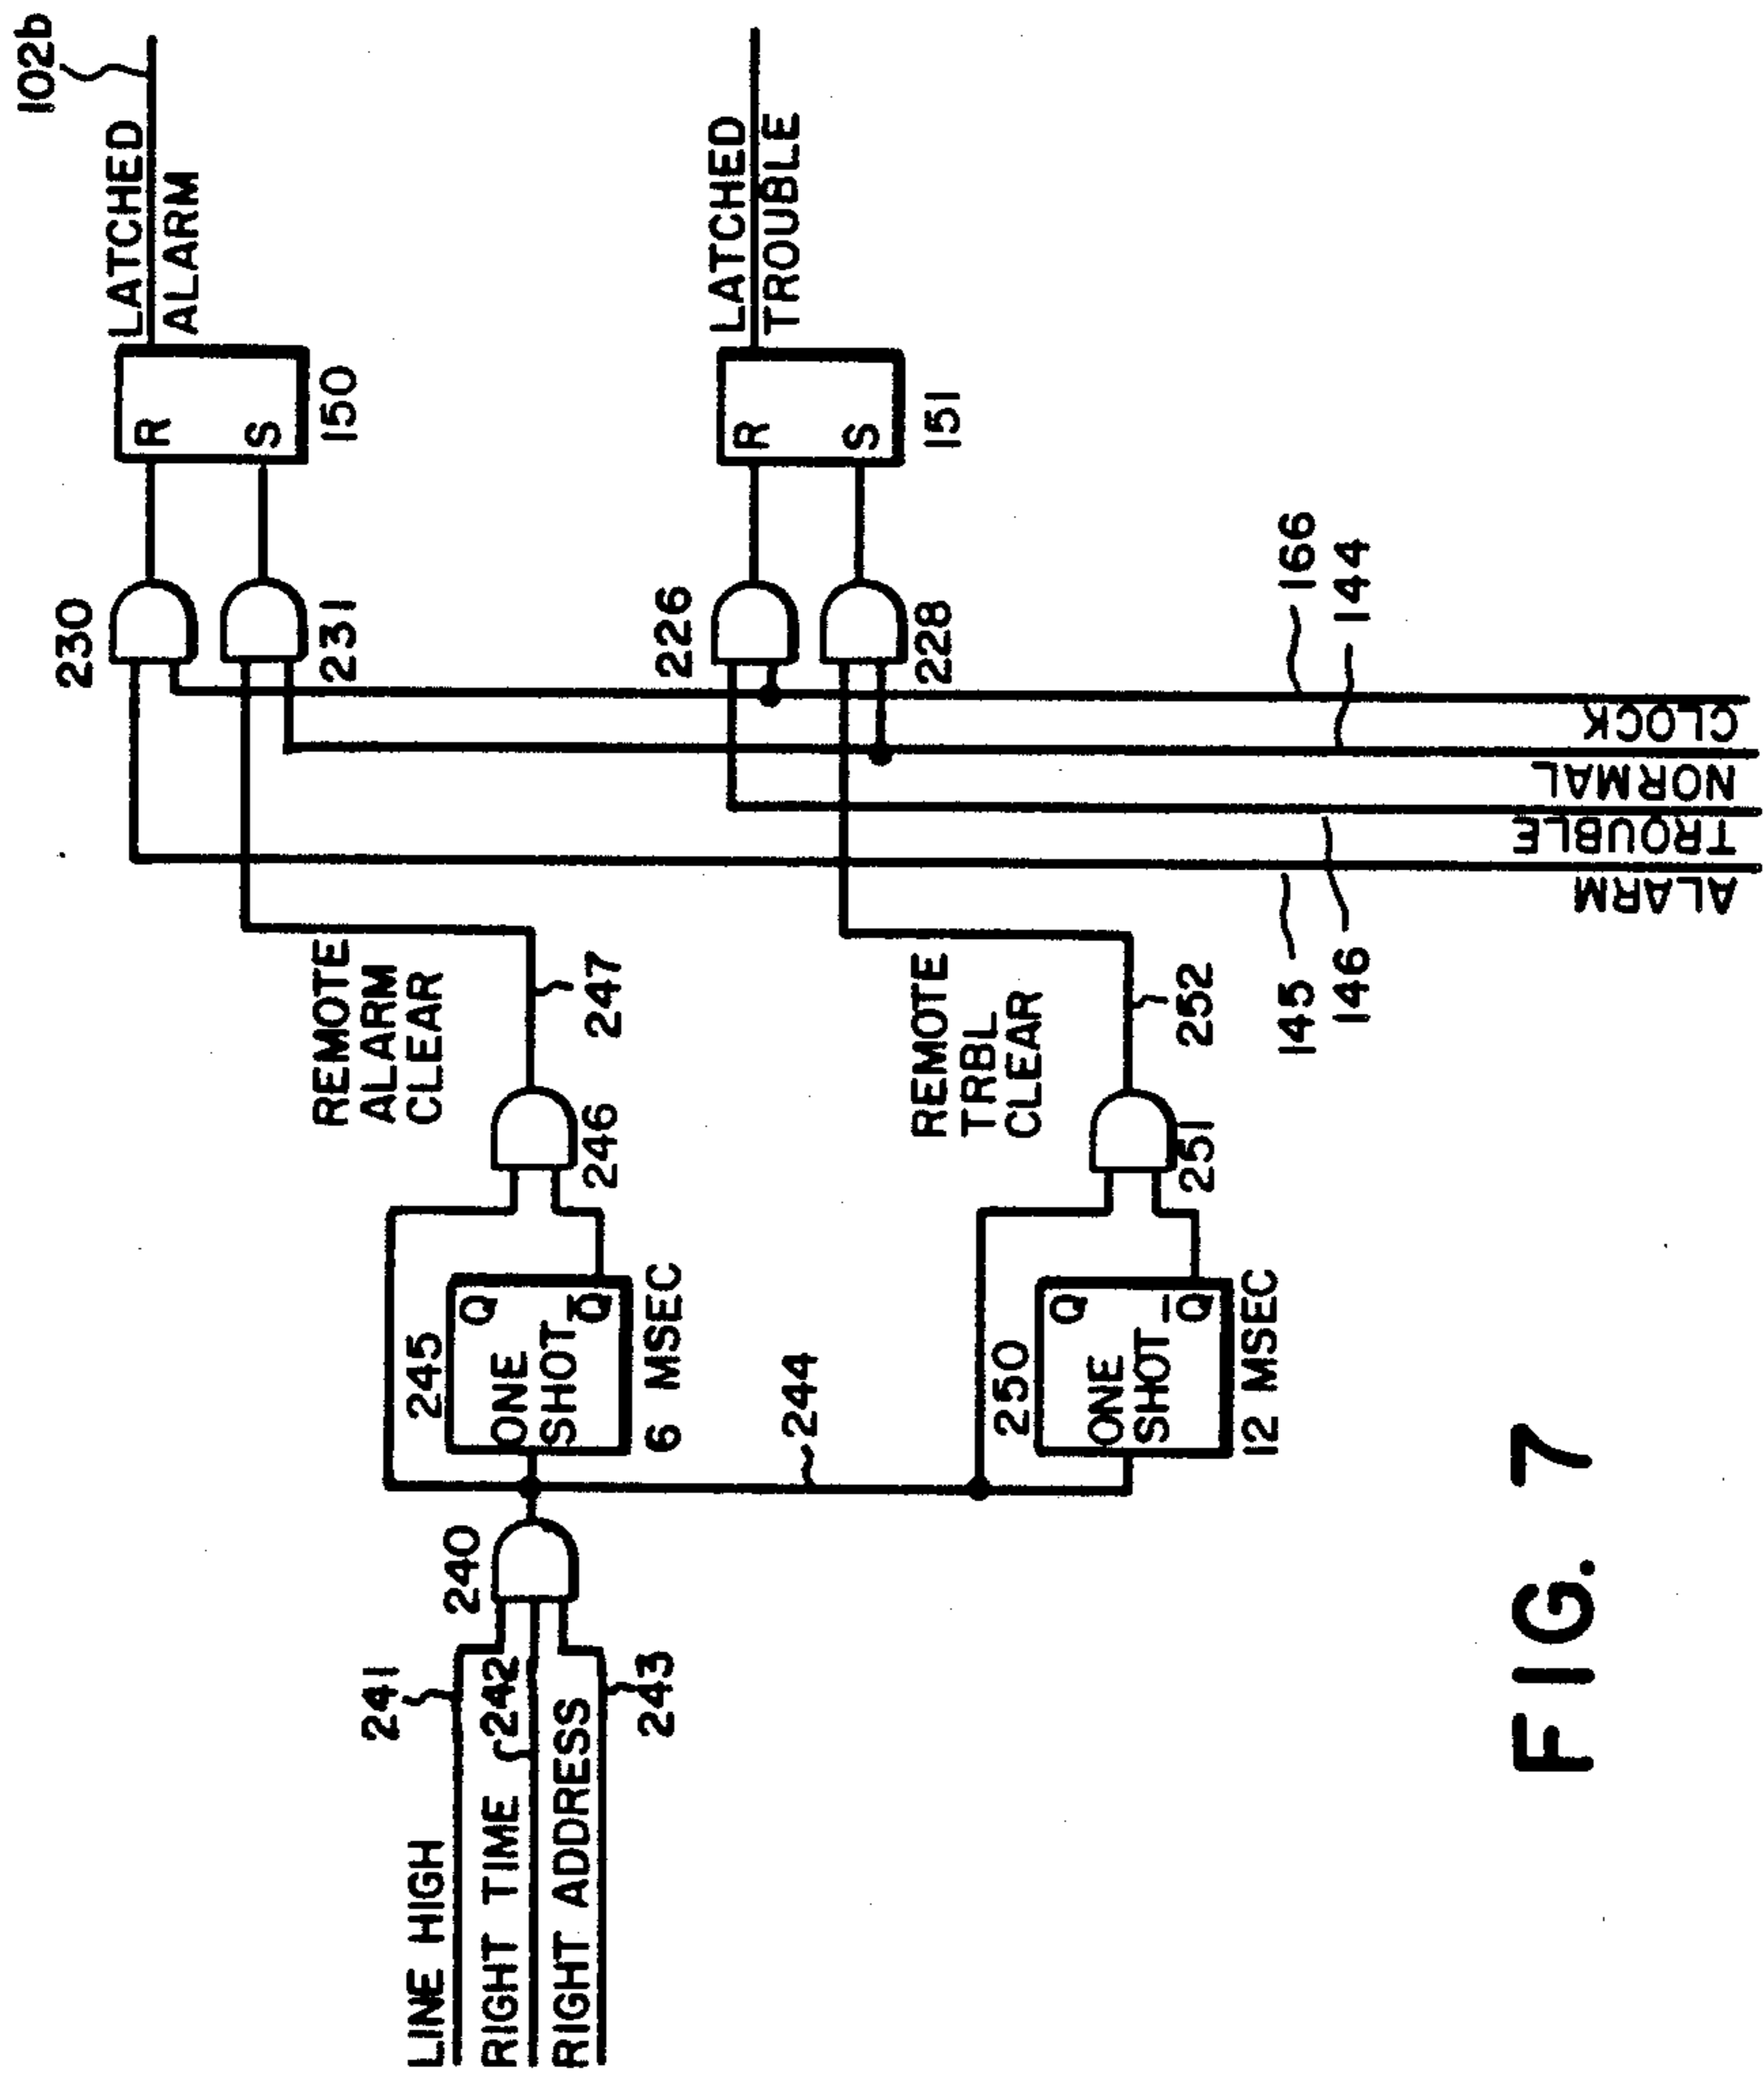 102b
LATCHED
ALARM
LATCHED
TROUBLE
R
S
150
R
S
151
230
231
226
228
166
144
CLOCK
NORMAL
TROUBLE
ALARM
145
146
REMOTE
ALARM
CLEAR
247
REMOTE
TRBL
CLEAR
252
246
251
245
ONE
SHOT
Q
Q̅
6 MSEC
244
250
ONE
SHOT
Q
Q̅
12 MSEC
240
241
LINE HIGH
242
RIGHT TIME
RIGHT ADDRESS
243
FIG. 7